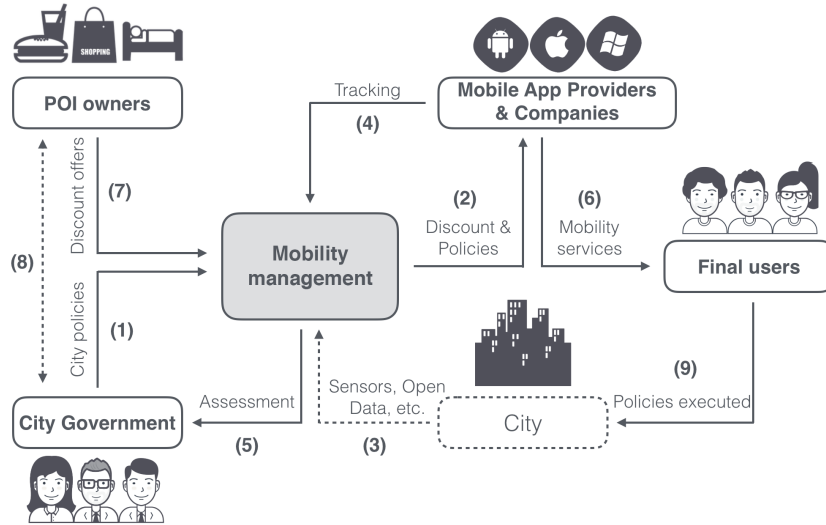 SHOPPING
POI owners
Tracking
(4)
Mobile App Providers
& Companies
Discount offers
(7)
(8)
City policies
(1)
Mobility
management
(2)
Discount &
Policies
(6)
Mobility
services
Final users
(9)
Policies executed
City Government
Assessment
(5)
Sensors, Open
Data, etc.
(3)
City